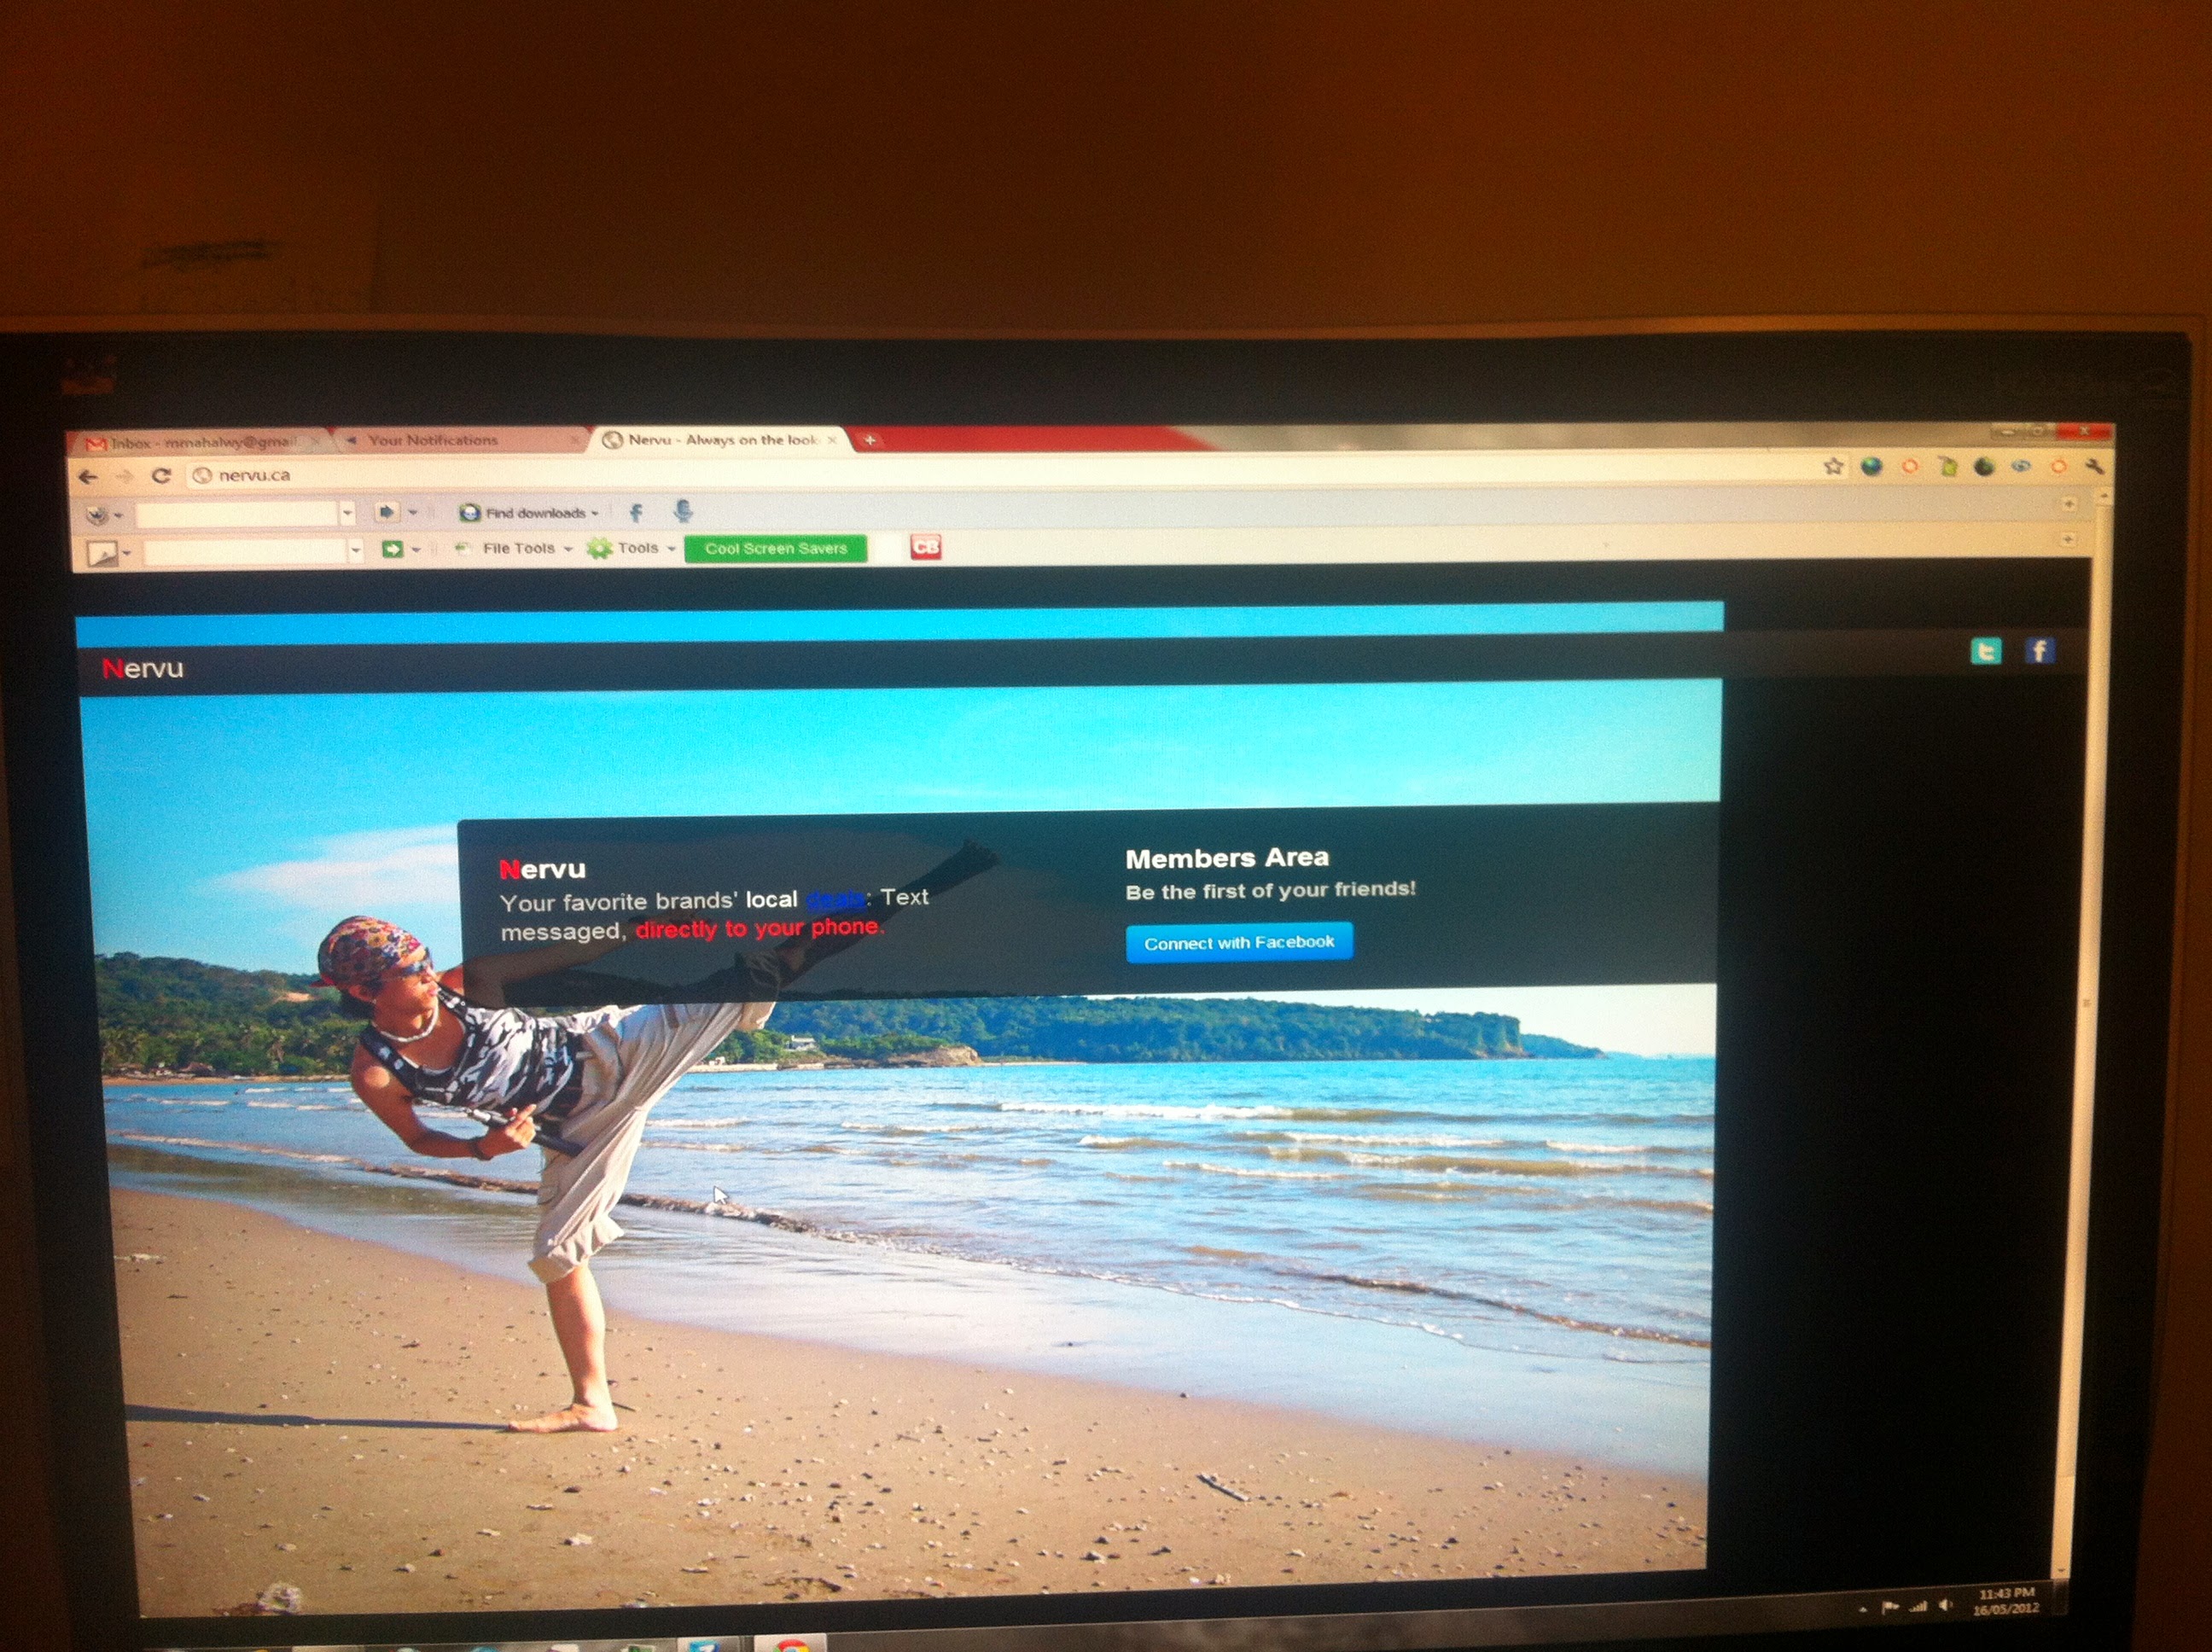 Inbox - mmahalwy@gmail
Your Notifications
Nervu - Always on the look
nervu.ca
Find downloads
File Tools
Tools
Cool Screen Savers
CB
Nervu
Nervu
Your favorite brands' local deals: Text
messaged, directly to your phone.
Members Area
Be the first of your friends!
Connect with Facebook
11:43 PM
16/05/2012